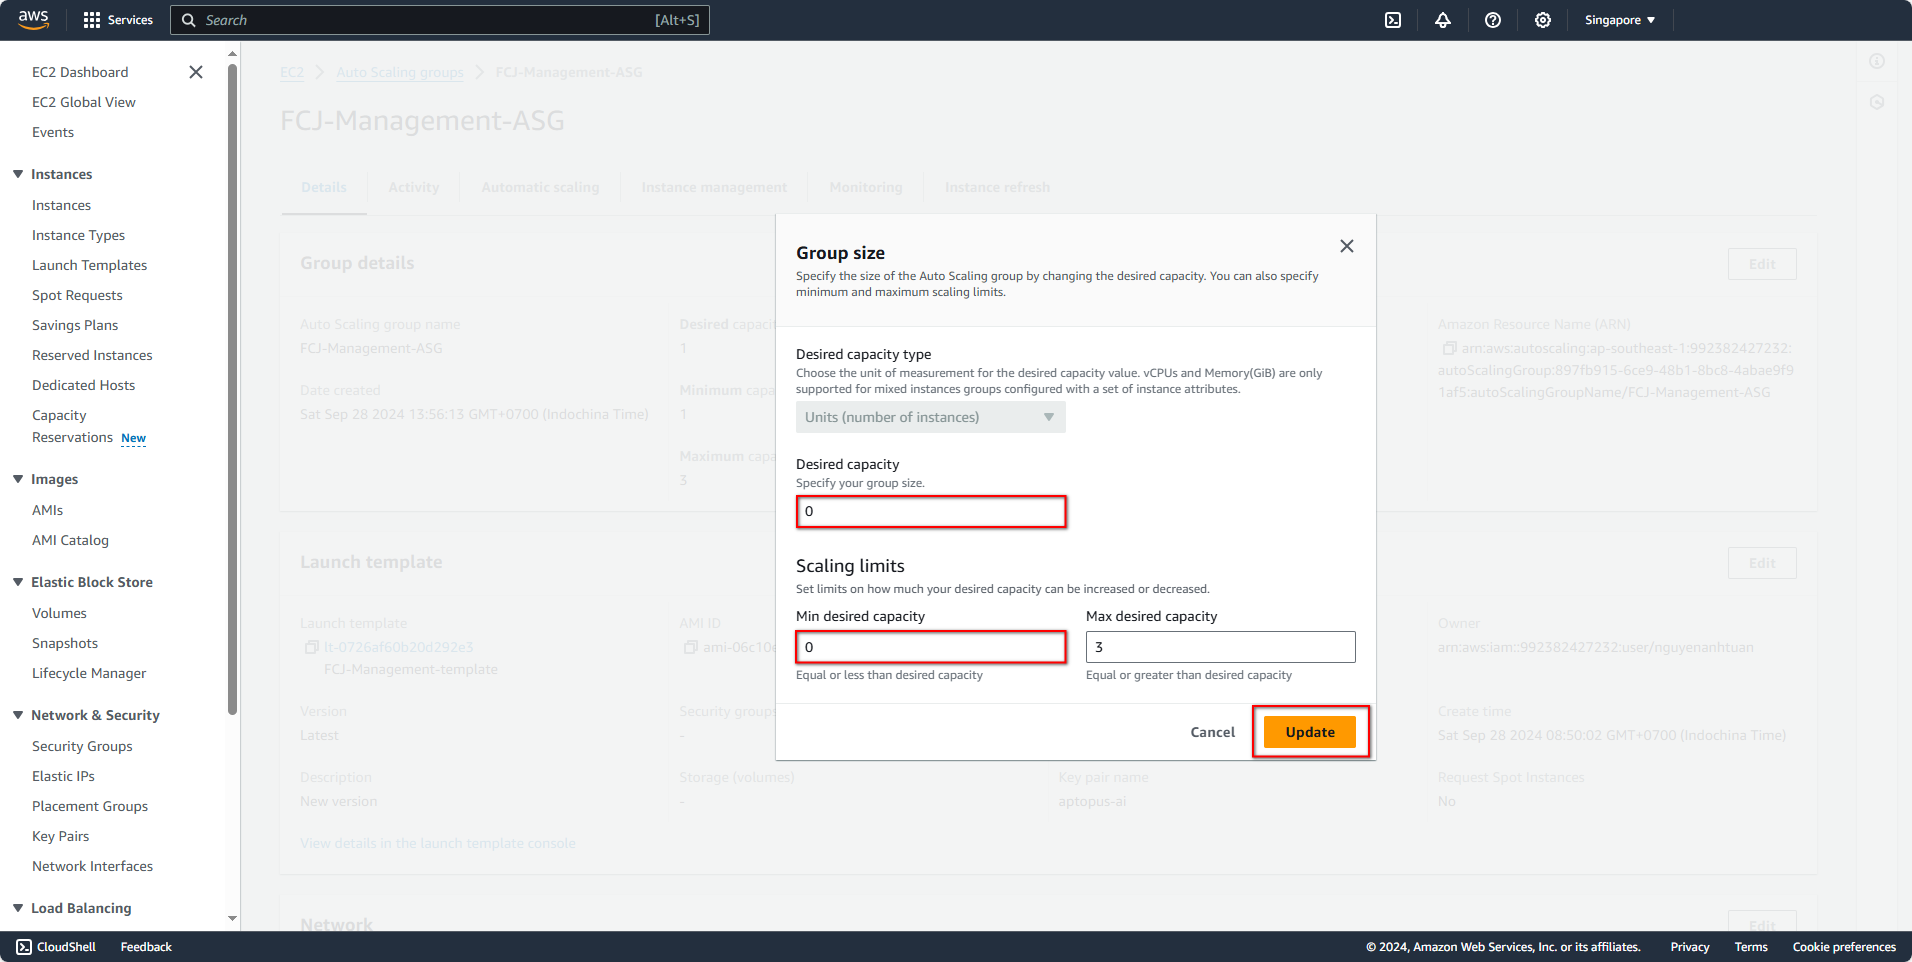 aws
Services
Search
[Alt+S]
Singapore
EC2 Dashboard
EC2 Global View
Events
Instances
Instances
Instance Types
Launch Templates
Spot Requests
Savings Plans
Reserved Instances
Dedicated Hosts
Capacity
Reservations New
Images
AMIs
AMI Catalog
Elastic Block Store
Volumes
Snapshots
Lifecycle Manager
Network & Security
Security Groups
Elastic IPs
Placement Groups
Key Pairs
Network Interfaces
Load Balancing
EC2
Auto Scaling groups
FCJ-Management-ASG
FCJ-Management-ASG
Details
Activity
Automatic scaling
Instance management
Monitoring
Instance refresh
Group details
Edit
Auto Scaling group name
FCJ-Management-ASG
Date created
Sat Sep 28 2024 13:56:13 GMT+0700 (Indochina Time)
Desired
1
Minimum
1
Maximum
3
Amazon Resource Name (ARN)
arn:aws:autoscaling:ap-southeast-1:992382427232:
autoScalingGroup:897fb915-6ce9-48b1-8bc8-4abae9f9
1af5:autoScalingGroupName/FCJ-Management-ASG
Group size
Specify the size of the Auto Scaling group by changing the desired capacity. You can also specify
minimum and maximum scaling limits.
Desired capacity type
Choose the unit of measurement for the desired capacity value. vCPUs and Memory(GiB) are only
supported for mixed instances groups configured with a set of instance attributes.
Units (number of instances)
Desired capacity
Specify your group size.
0
Scaling limits
Set limits on how much your desired capacity can be increased or decreased.
Min desired capacity
0
Equal or less than desired capacity
Max desired capacity
3
Equal or greater than desired capacity
Cancel
Update
Launch template
Edit
Launch template
lt-0726af60b20d292e3
FCJ-Management-template
AMI ID
ami-06c10e
Owner
arn:aws:iam::992382427232:user/nguyenanhtuan
Version
Latest
Security groups
-
Create time
Sat Sep 28 2024 08:50:02 GMT+0700 (Indochina Time)
Description
New version
Storage (volumes)
-
Key pair name
aptopus-ai
Request Spot Instances
No
View details in the launch template console
Network
Edit
CloudShell
Feedback
© 2024, Amazon Web Services, Inc. or its affiliates.
Privacy
Terms
Cookie preferences